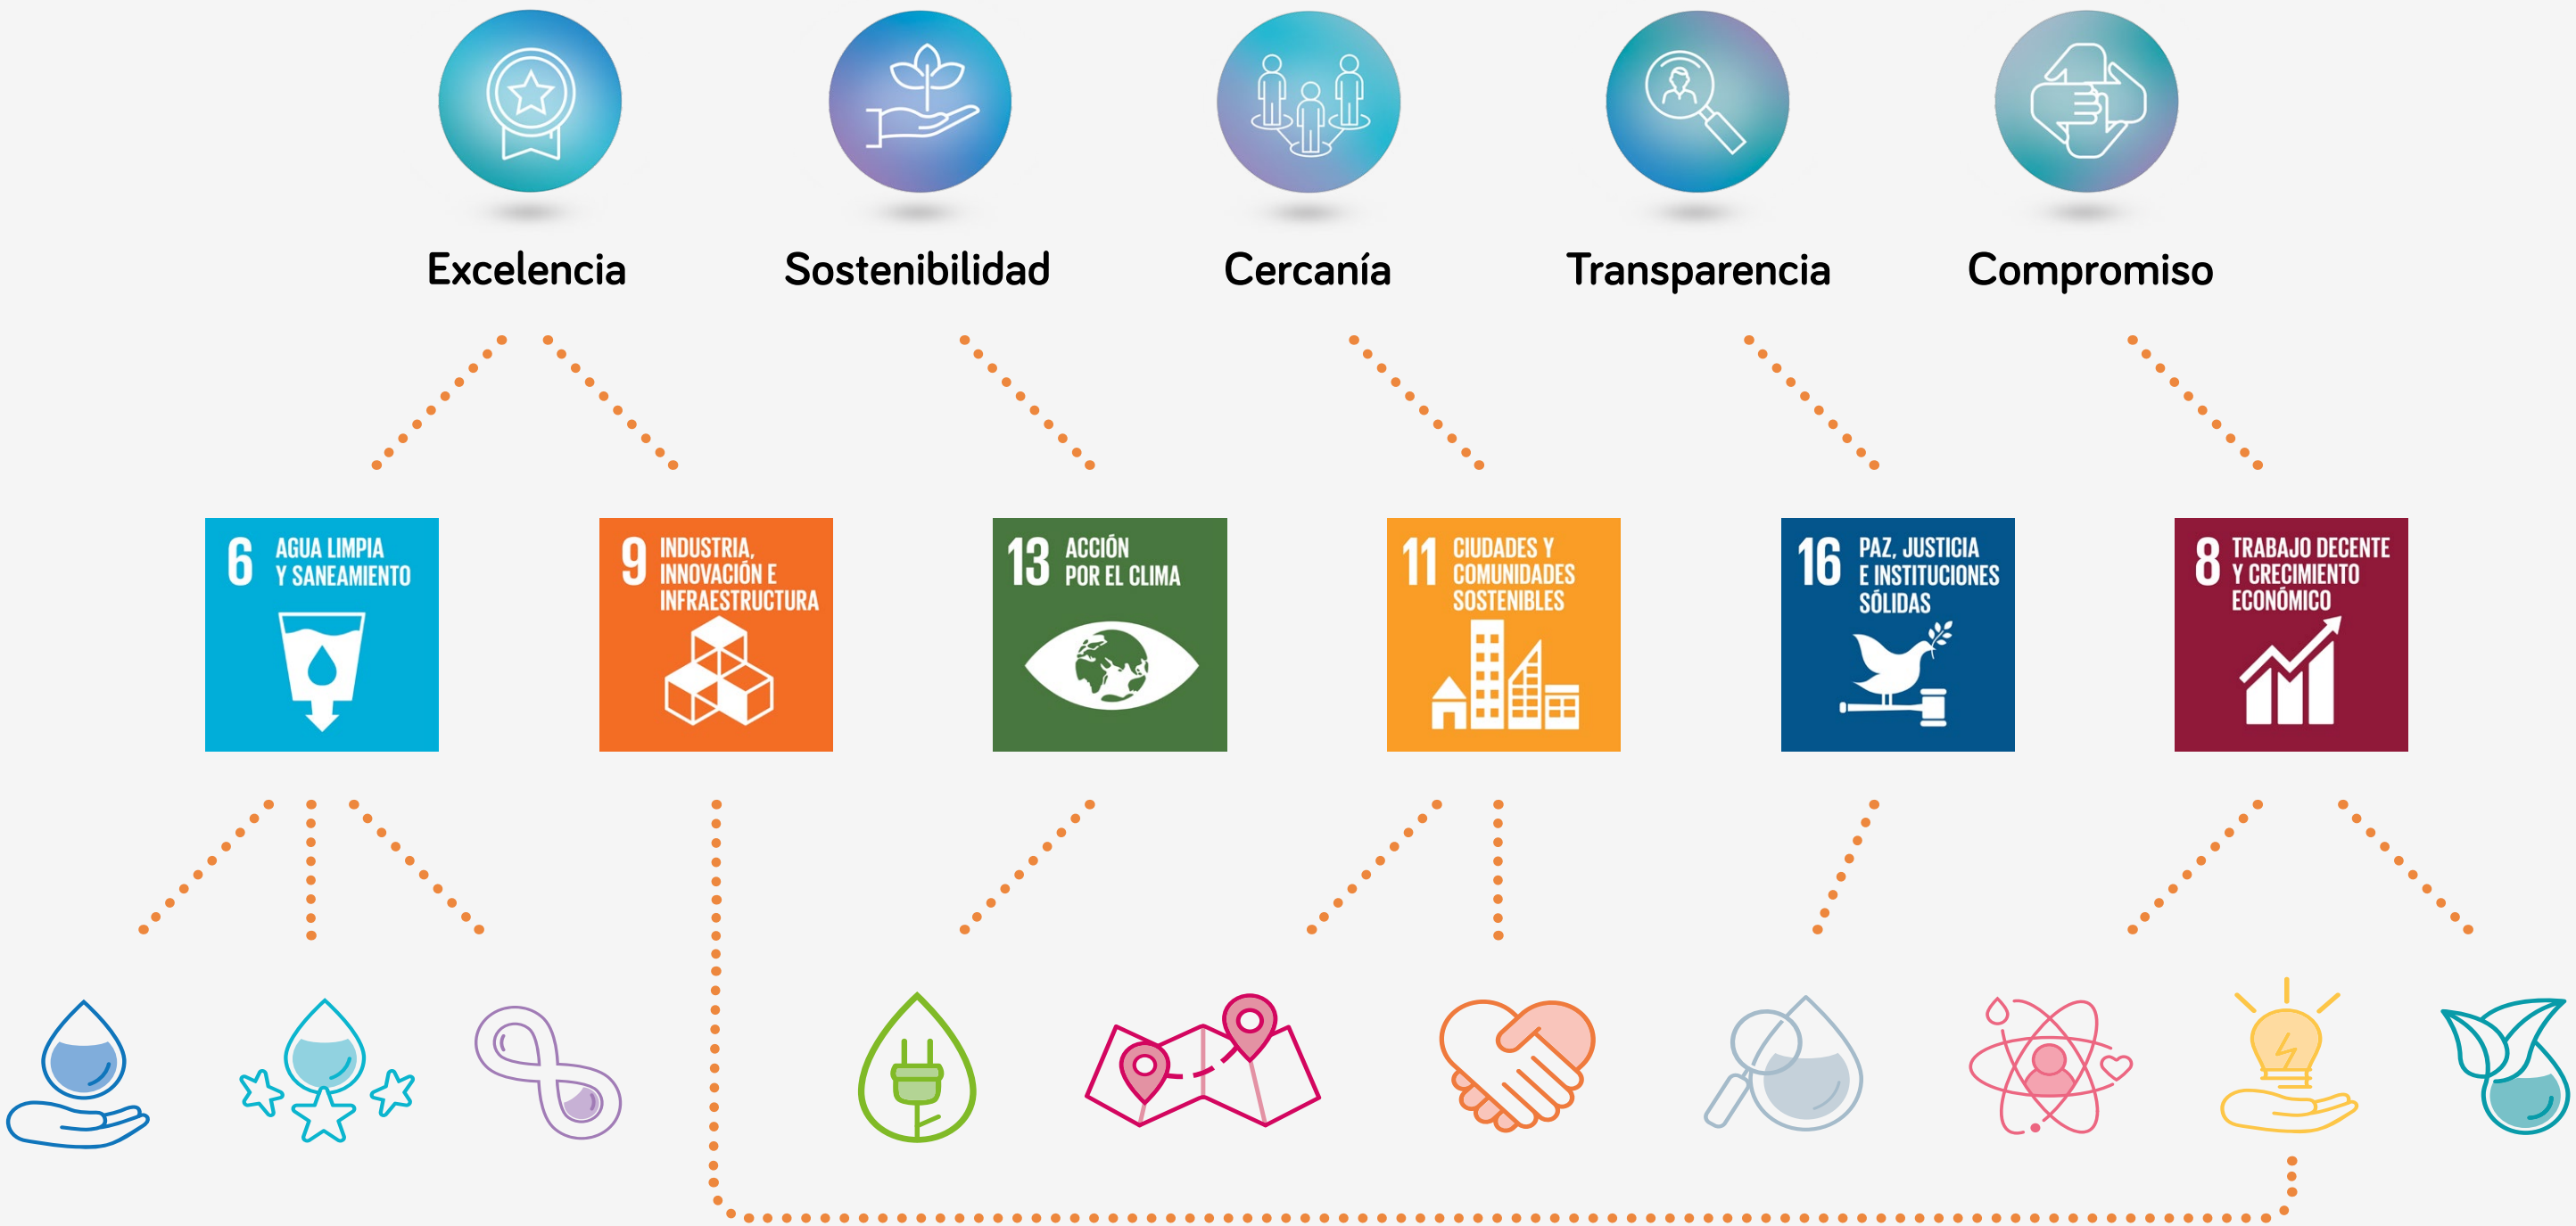 Excelencia
Sostenibilidad
Cercanía
Transparencia
Compromiso
6 AGUA LIMPIA
Y SANEAMIENTO
9 INDUSTRIA,
INNOVACIÓN E
INFRAESTRUCTURA
13 ACCIÓN
POR EL CLIMA
11 CIUDADES Y
COMUNIDADES
SOSTENIBLES
16 PAZ, JUSTICIA
E INSTITUCIONES
SÓLIDAS
8 TRABAJO DECENTE
Y CRECIMIENTO
ECONÓMICO